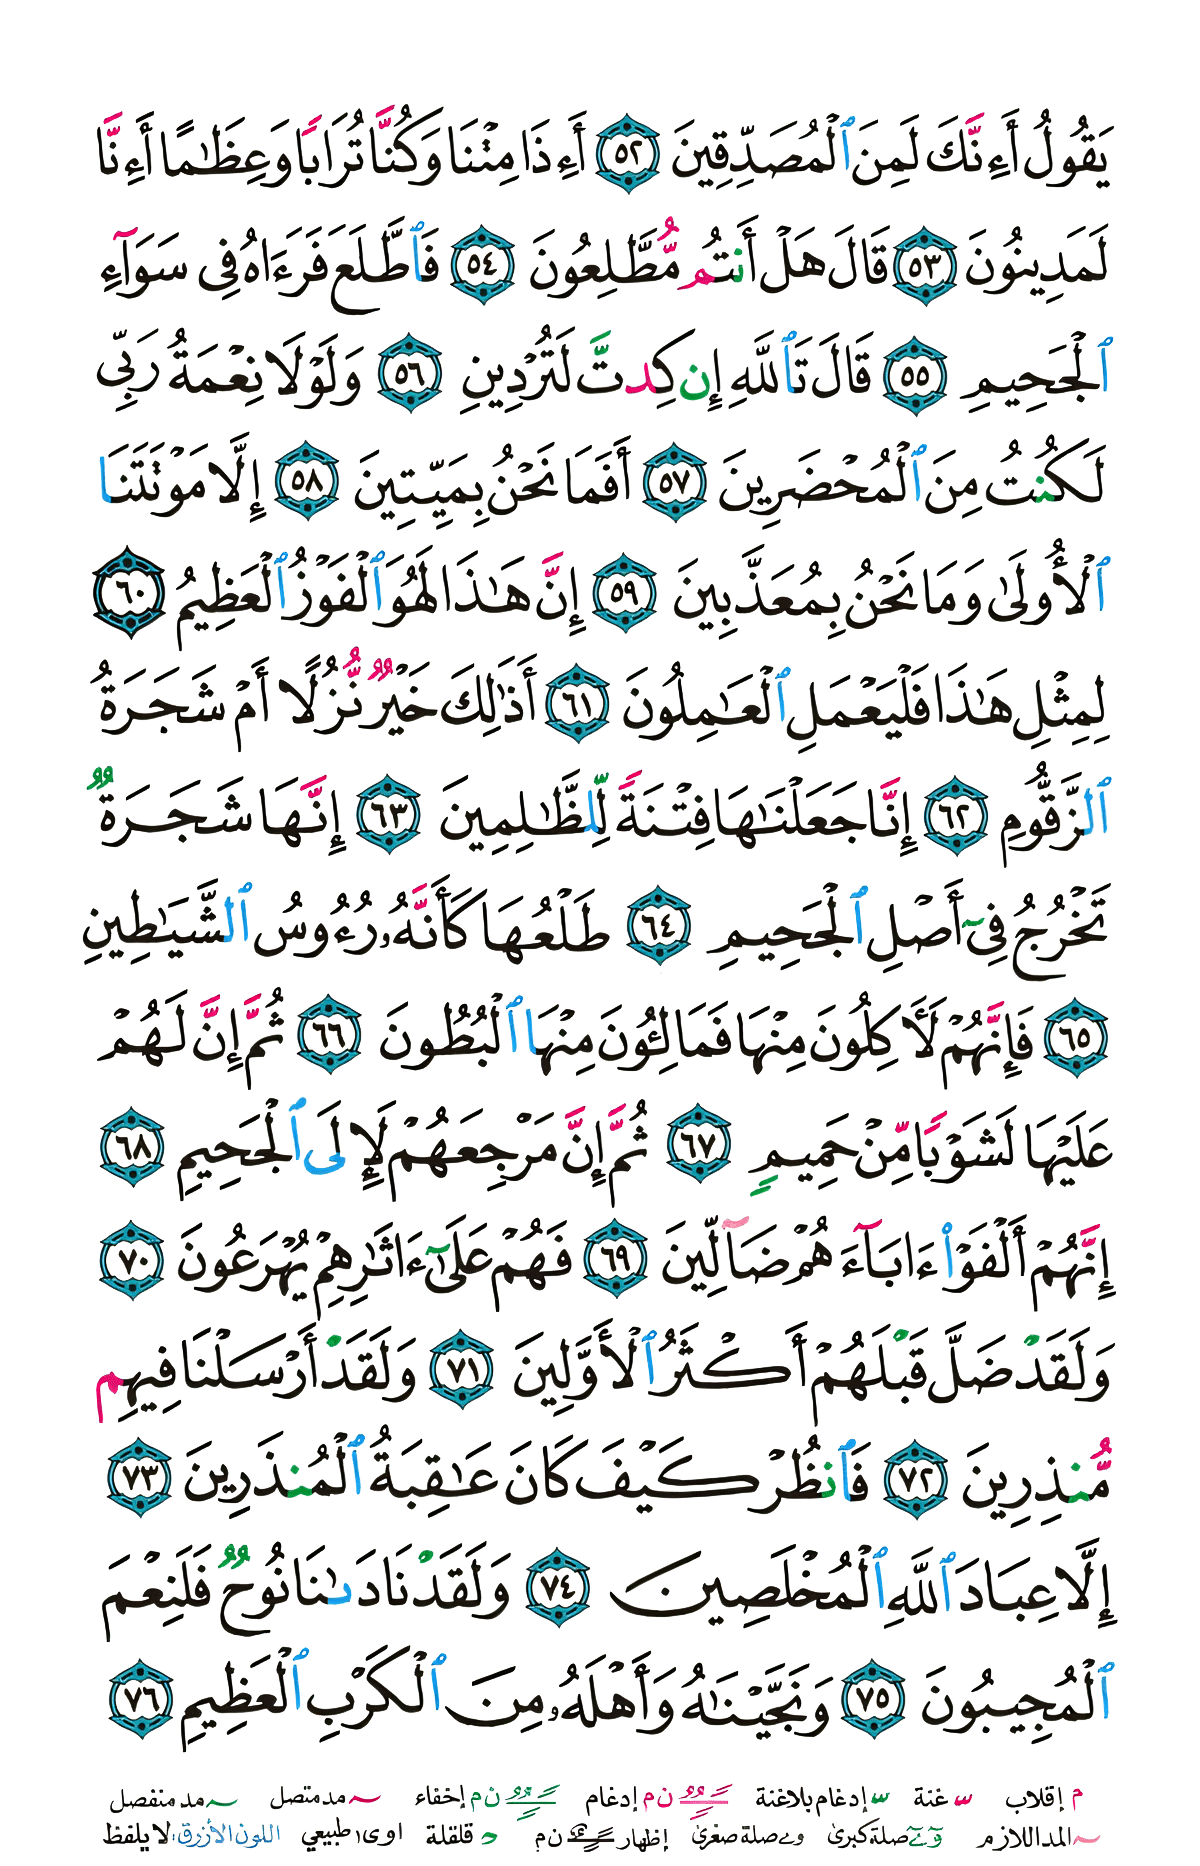 يَقُولُ أَءِنَّكَ لَمِنَ ٱلْمُصَدِّقِينَ ٥٢ أَءِذَا مِتْنَا وَكُنَّا تُرَابًا وَعِظَٰمًا أَءِنَّا
لَمَدِينُونَ ٥٣ قَالَ هَلْ أَنتُم مُّطَّلِعُونَ ٥٤ فَٱطَّلَعَ فَرَءَاهُ فِى سَوَآءِ
ٱلْجَحِيمِ ٥٥ قَالَ تَٱللَّهِ إِن كِدتَّ لَتُرْدِينِ ٥٦ وَلَوْلَا نِعْمَةُ رَبِّى
لَكُنتُ مِنَ ٱلْمُحْضَرِينَ ٥٧ أَفَمَا نَحْنُ بِمَيِّتِينَ ٥٨ إِلَّا مَوْتَتَنَا
ٱلْأُولَىٰ وَمَا نَحْنُ بِمُعَذَّبِينَ ٥٩ إِنَّ هَٰذَا لَهُوَ ٱلْفَوْزُ ٱلْعَظِيمُ ٦٠
لِمِثْلِ هَٰذَا فَلْيَعْمَلِ ٱلْعَٰمِلُونَ ٦١ أَذَٰلِكَ خَيْرٌ نُّزُلًا أَمْ شَجَرَةُ
ٱلزَّقُّومِ ٦٢ إِنَّا جَعَلْنَٰهَا فِتْنَةً لِّلظَّٰلِمِينَ ٦٣ إِنَّهَا شَجَرَةٌ
تَخْرُجُ فِىٓ أَصْلِ ٱلْجَحِيمِ ٦٤ طَلْعُهَا كَأَنَّهُۥ رُءُوسُ ٱلشَّيَٰطِينِ
٦٥ فَإِنَّهُمْ لَأَكِلُونَ مِنْهَا فَمَالِـُٔونَ مِنْهَا ٱلْبُطُونَ ٦٦ ثُمَّ إِنَّ لَهُمْ
عَلَيْهَا لَشَوْبًا مِّنْ حَمِيمٍ ٦٧ ثُمَّ إِنَّ مَرْجِعَهُمْ لَإِلَى ٱلْجَحِيمِ ٦٨
إِنَّهُمْ أَلْفَوْا۟ ءَابَآءَهُمْ ضَآلِّينَ ٦٩ فَهُمْ عَلَىٰٓ ءَاثَٰرِهِمْ يُهْرَعُونَ ٧٠
وَلَقَدْ ضَلَّ قَبْلَهُمْ أَكْثَرُ ٱلْأَوَّلِينَ ٧١ وَلَقَدْ أَرْسَلْنَا فِيهِم
مُّنذِرِينَ ٧٢ فَٱنظُرْ كَيْفَ كَانَ عَٰقِبَةُ ٱلْمُنذَرِينَ ٧٣
إِلَّا عِبَادَ ٱللَّهِ ٱلْمُخْلَصِينَ ٧٤ وَلَقَدْ نَادَىٰنَا نُوحٌ فَلَنِعْمَ
ٱلْمُجِيبُونَ ٧٥ وَنَجَّيْنَٰهُ وَأَهْلَهُۥ مِنَ ٱلْكَرْبِ ٱلْعَظِيمِ ٧٦
م إقلاب س غنة س إدغام بلاغنة ن م إدغام ن م إخفاء مد متصل مد منفصل
المد اللازم صلة كبرى و ے صلة صغرى إظهار ن م د قلقلة اوى ا طبيعي اللون الأزرق: لا يلفظ